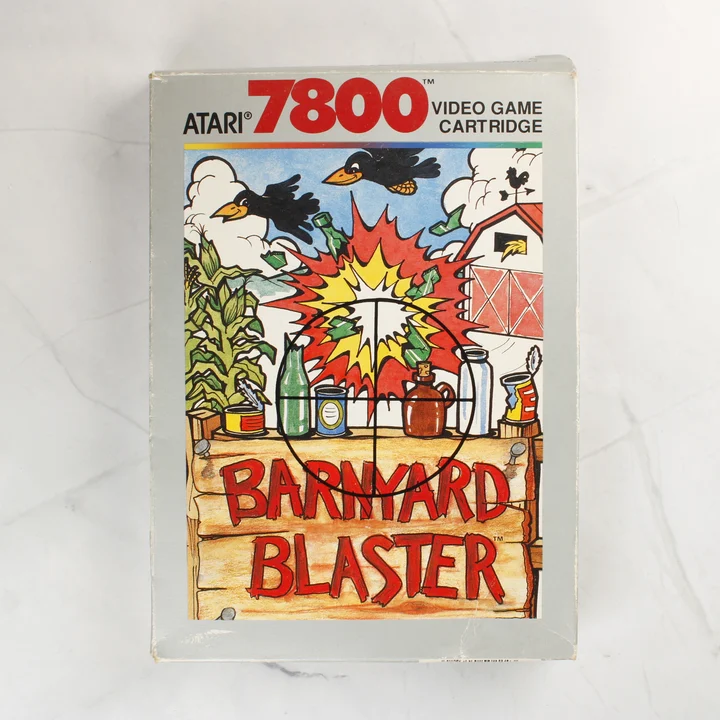 ATARI® 7800™ VIDEO GAME
CARTRIDGE
BARNYARD
BLASTER™